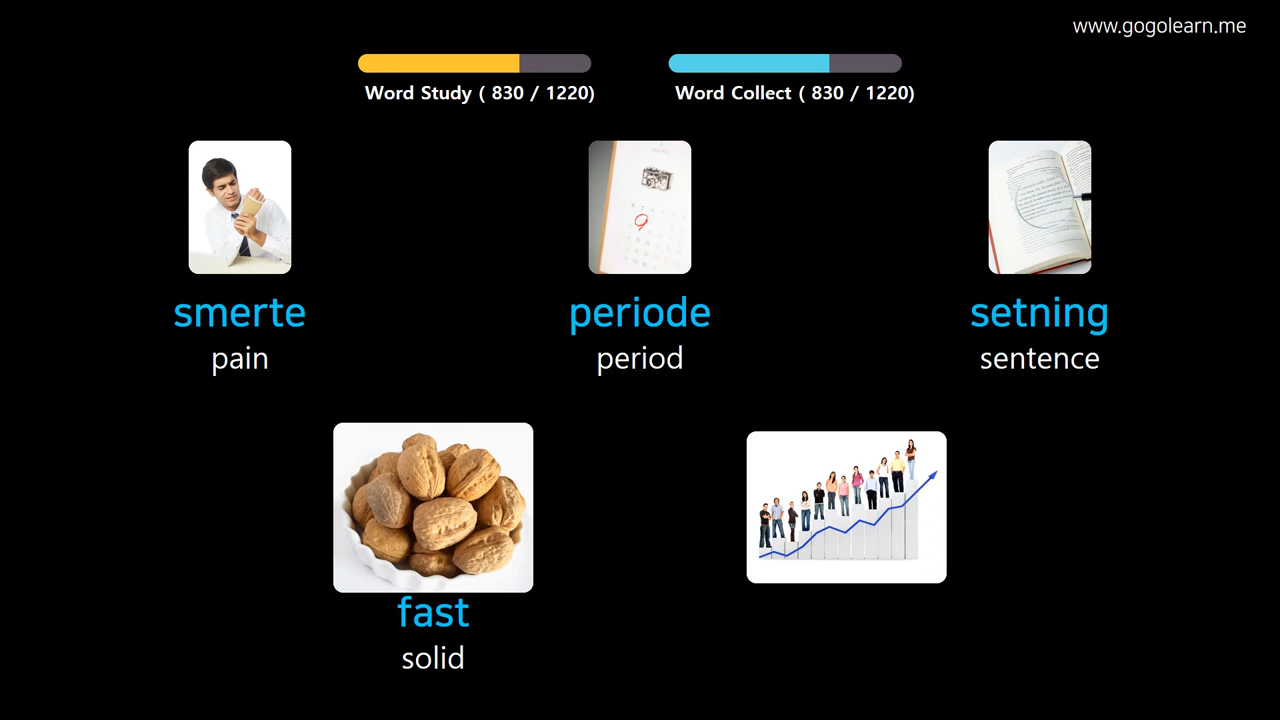 www.gogolearn.me
Word Study ( 830 / 1220)
Word Collect ( 830 / 1220)
smerte
periode
setning
pain
period
sentence
fast
solid